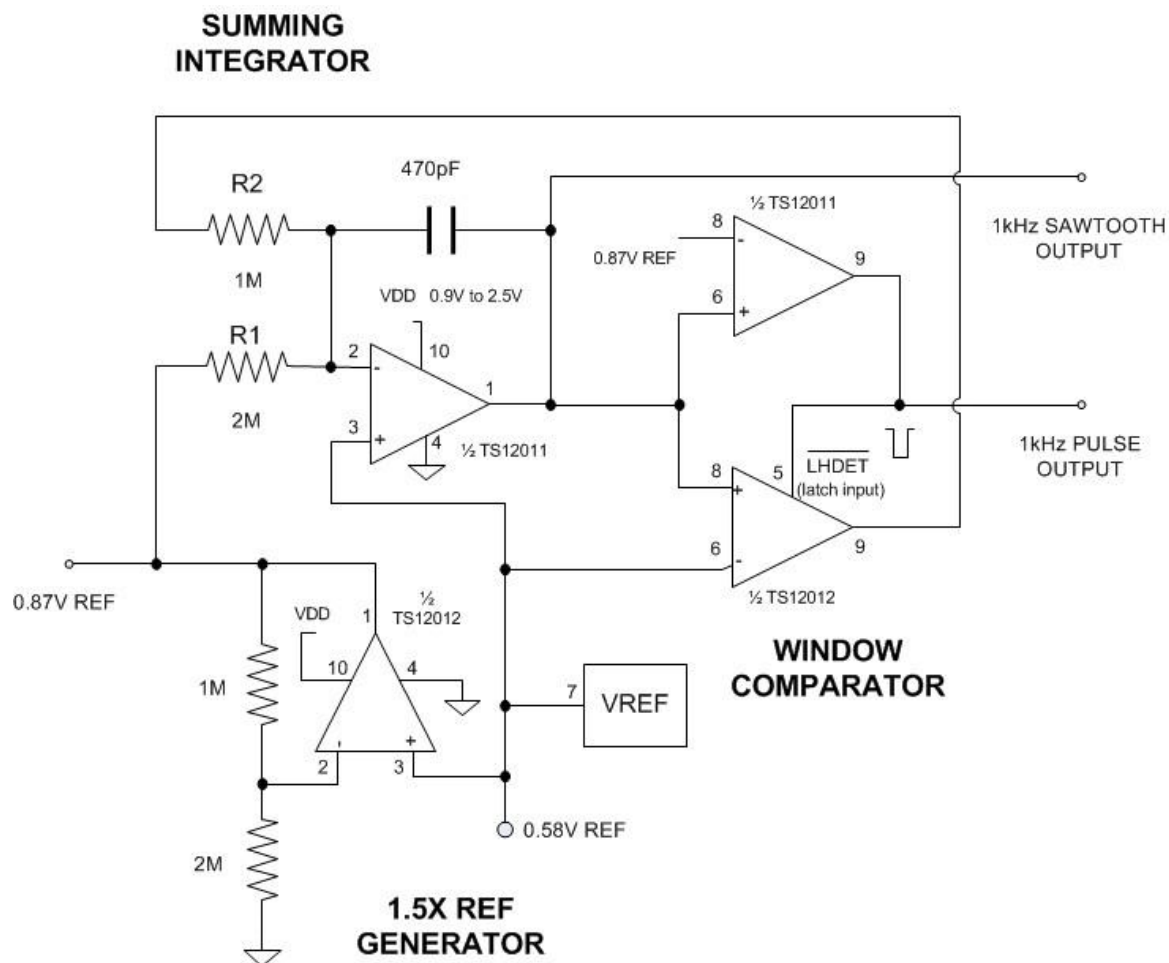 SUMMING
INTEGRATOR
R2
470pF
1M
½ TS12011
8
-
0.87V REF
6
+
9
1kHz SAWTOOTH
OUTPUT
VDD 0.9V to 2.5V
R1
2M
2
-
10
1
3
+
4
½ TS12011
8
+
5
LHDET
(latch input)
1kHz PULSE
OUTPUT
6
-
9
½ TS12012
0.87V REF
VDD
1
½
TS12012
10
4
1M
2
-
+
3
7
VREF
WINDOW
COMPARATOR
0.58V REF
2M
1.5X REF
GENERATOR